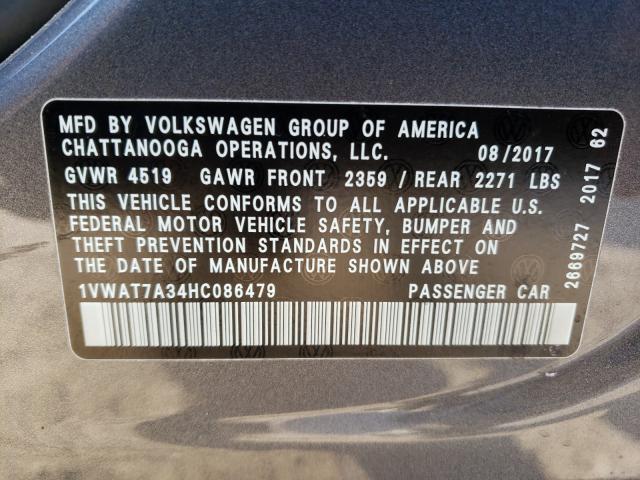 MFD BY VOLKSWAGEN GROUP OF AMERICA
CHATTANOOGA OPERATIONS, LLC. 08/2017
GVWR 4519 GAWR FRONT 2359 / REAR 2271 LBS
THIS VEHICLE CONFORMS TO ALL APPLICABLE U.S.
FEDERAL MOTOR VEHICLE SAFETY, BUMPER AND
THEFT PREVENTION STANDARDS IN EFFECT ON
THE DATE OF MANUFACTURE SHOWN ABOVE
1VWAT7A34HC086479 PASSENGER CAR
2669727 2017 62